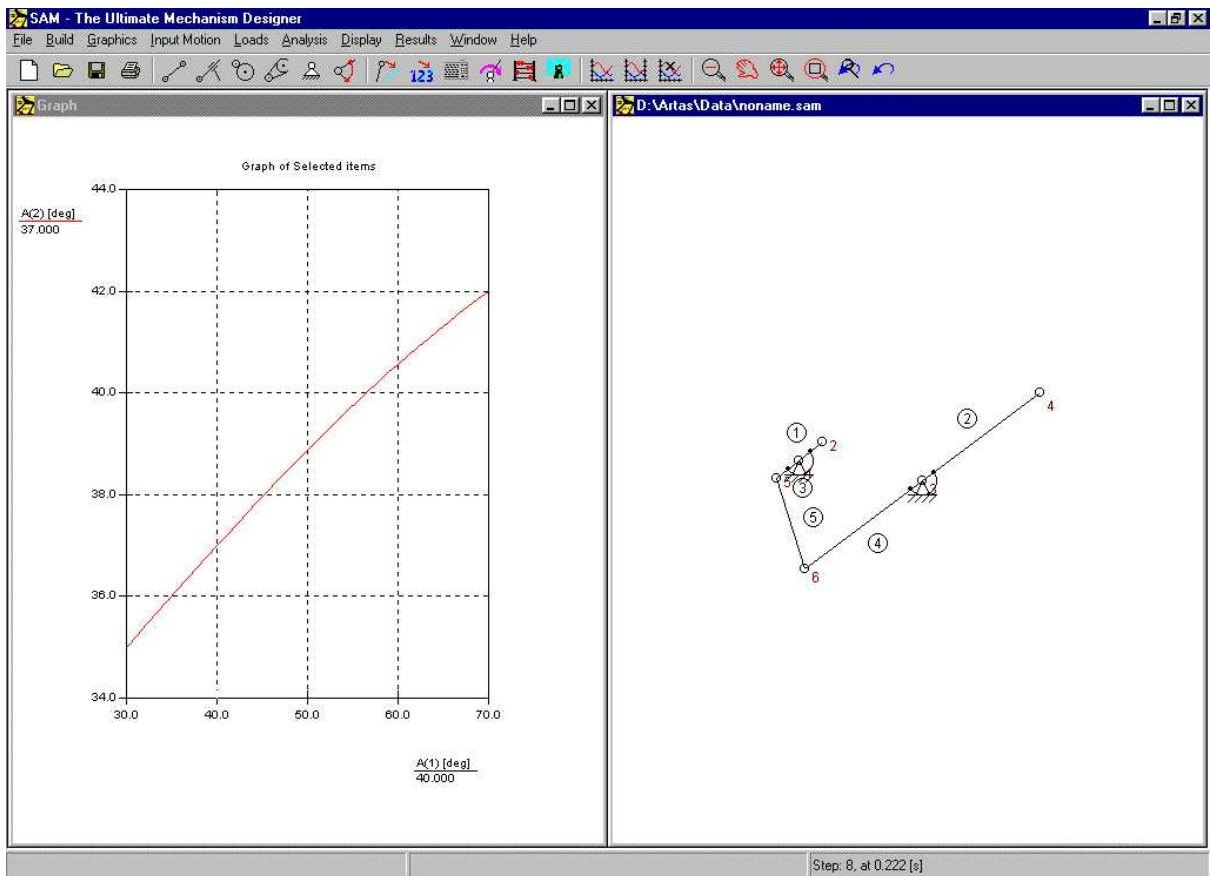 SAM - The Ultimate Mechanism Designer
File Build Graphics Input Motion Loads Analysis Display Results Window Help
123
Graph
Graph of Selected items
A(2) [deg]
37.000
44.0
42.0
40.0
38.0
36.0
34.0
30.0 40.0 50.0 60.0 70.0
A(1) [deg]
40.000
D:\Artas\Data\noname.sam
4
2
1
2
5
3
3
5
4
6
Step: 8, at 0.222 [s]